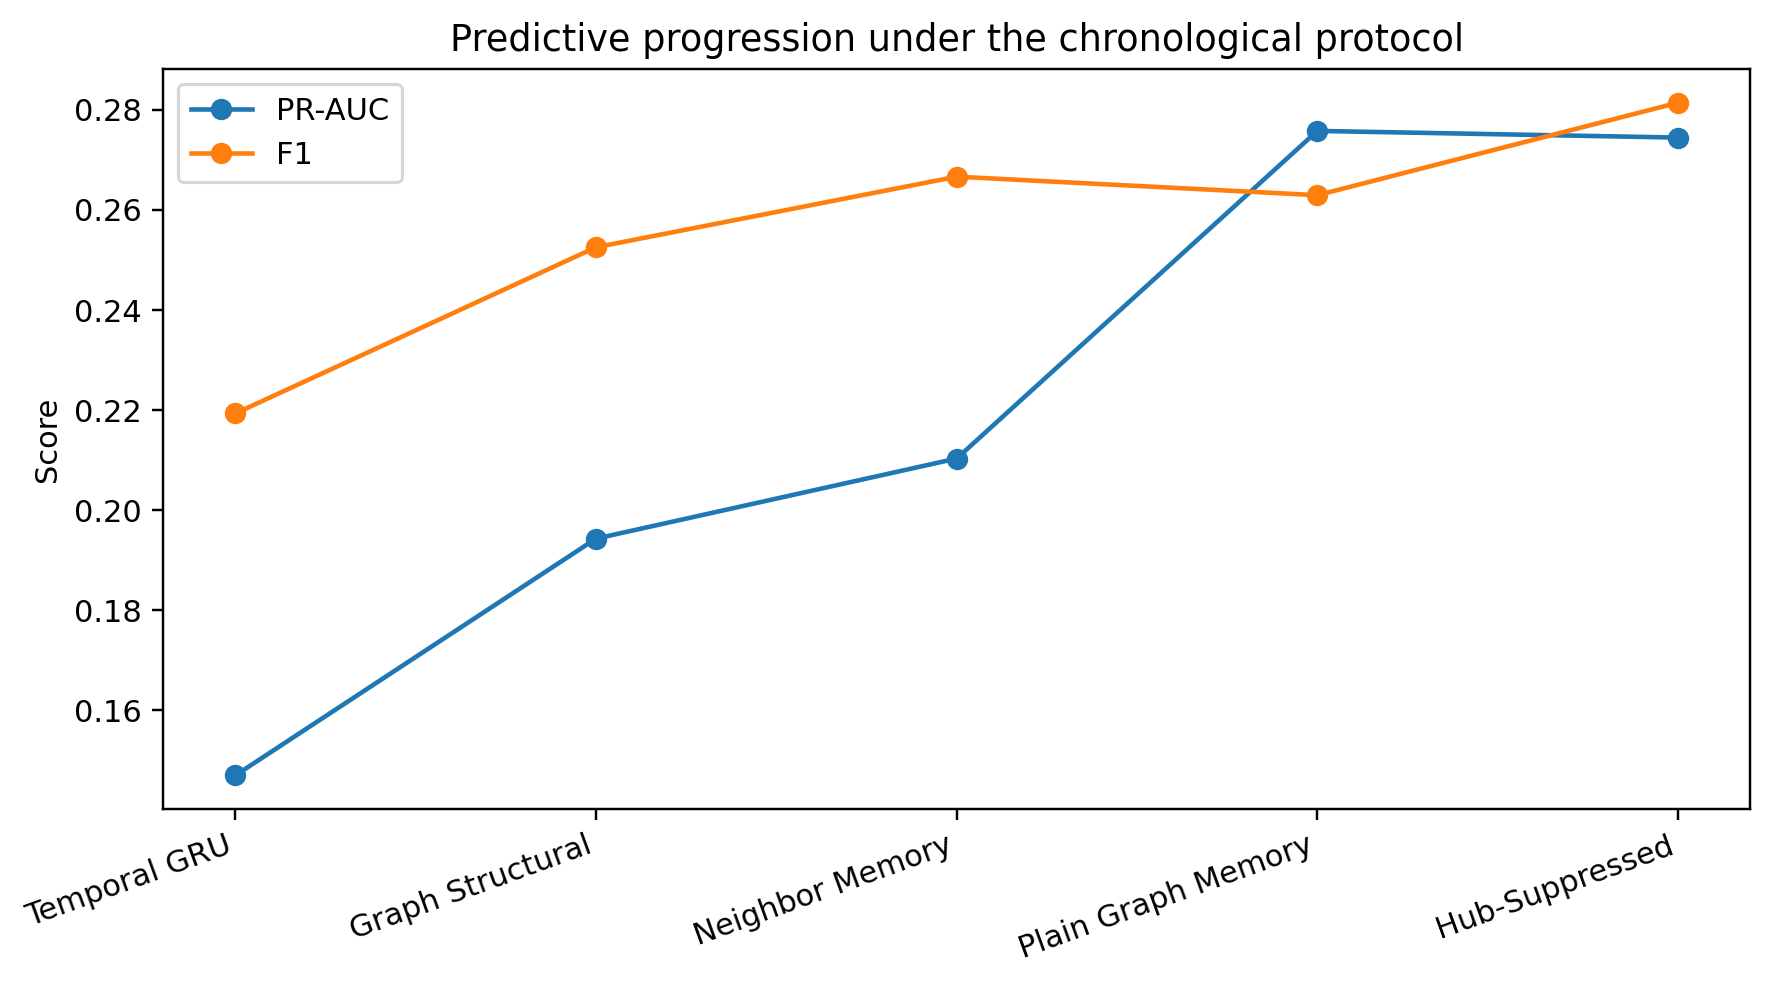 Predictive progression under the chronological protocol
PR-AUC
F1
Score
0.28
0.26
0.24
0.22
0.20
0.18
0.16
Temporal GRU
Graph Structural
Neighbor Memory
Plain Graph Memory
Hub-Suppressed